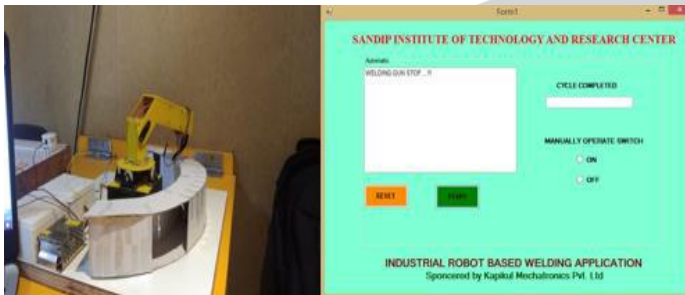 Form1
SANDIP INSTITUTE OF TECHNOLOGY AND RESEARCH CENTER
Automatic
WELDING GUN STOP...!!!
CYCLE COMPLETED
MANUALLY OPERATE SWITCH
ON
OFF
RESET
START
INDUSTRIAL ROBOT BASED WELDING APPLICATION
Sponcered by Kapikul Mechatronics Pvt. Ltd